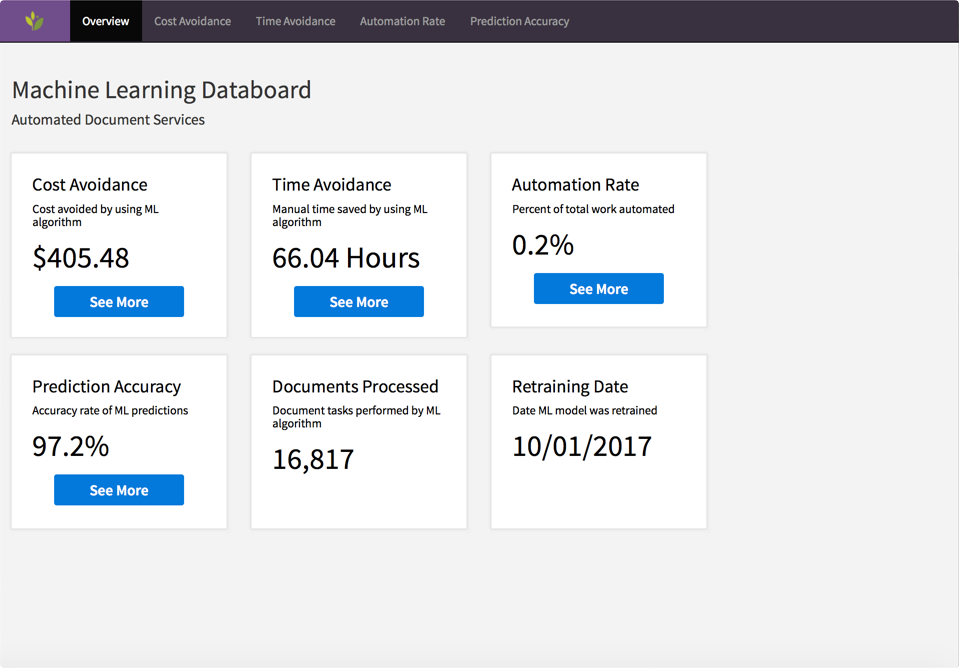 Overview Cost Avoidance Time Avoidance Automation Rate Prediction Accuracy
Machine Learning Databoard
Automated Document Services
Cost Avoidance
Cost avoided by using ML
algorithm
$405.48
See More
Time Avoidance
Manual time saved by using ML
algorithm
66.04 Hours
See More
Automation Rate
Percent of total work automated
0.2%
See More
Prediction Accuracy
Accuracy rate of ML predictions
97.2%
See More
Documents Processed
Document tasks performed by ML
algorithm
16,817
Retraining Date
Date ML model was retrained
10/01/2017